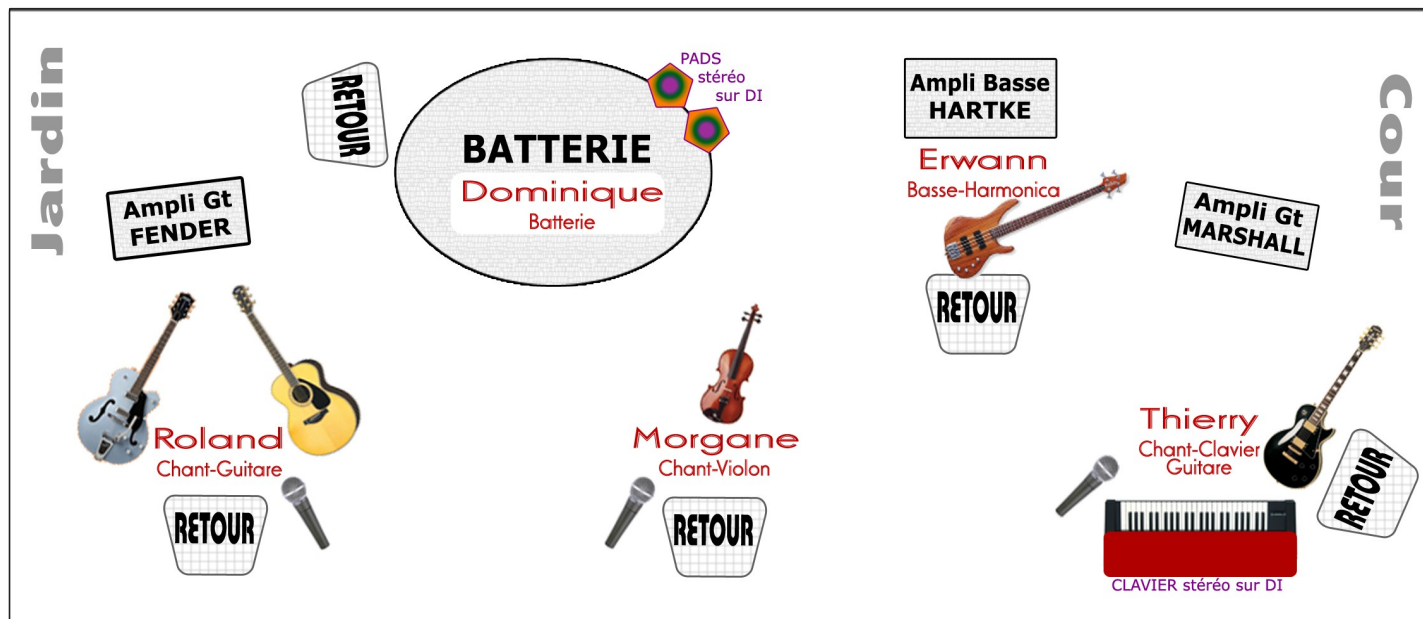 Jardin
RETOUR
PADS
stéréo
sur DI
BATTERIE
Dominique
Batterie
Ampli Basse
HARTKE
Erwann
Basse-Harmonica
RETOUR
Cour
Ampli Gt
FENDER
Ampli Gt
MARSHALL
Roland
Chant-Guitare
RETOUR
Morgane
Chant-Violon
RETOUR
Thierry
Chant-Clavier
Guitare
RETOUR
CLAVIER stéréo sur DI